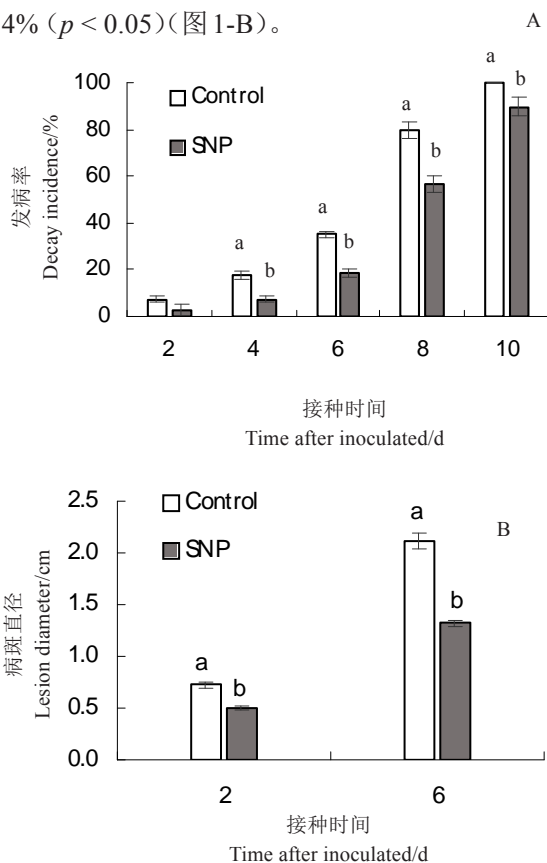 4%（p < 0.05）（图 1-B）。
A
100
80
60
40
20
0
Control
SNP
a
b
a
b
a
b
a
b
2 4 6 8 10
发病率
Decay incidence/%
接种时间
Time after inoculated/d
B
2.5
2.0
1.5
1.0
0.5
0.0
Control
SNP
a
b
a
b
2 6
病斑直径
Lesion diameter/cm
接种时间
Time after inoculated/d